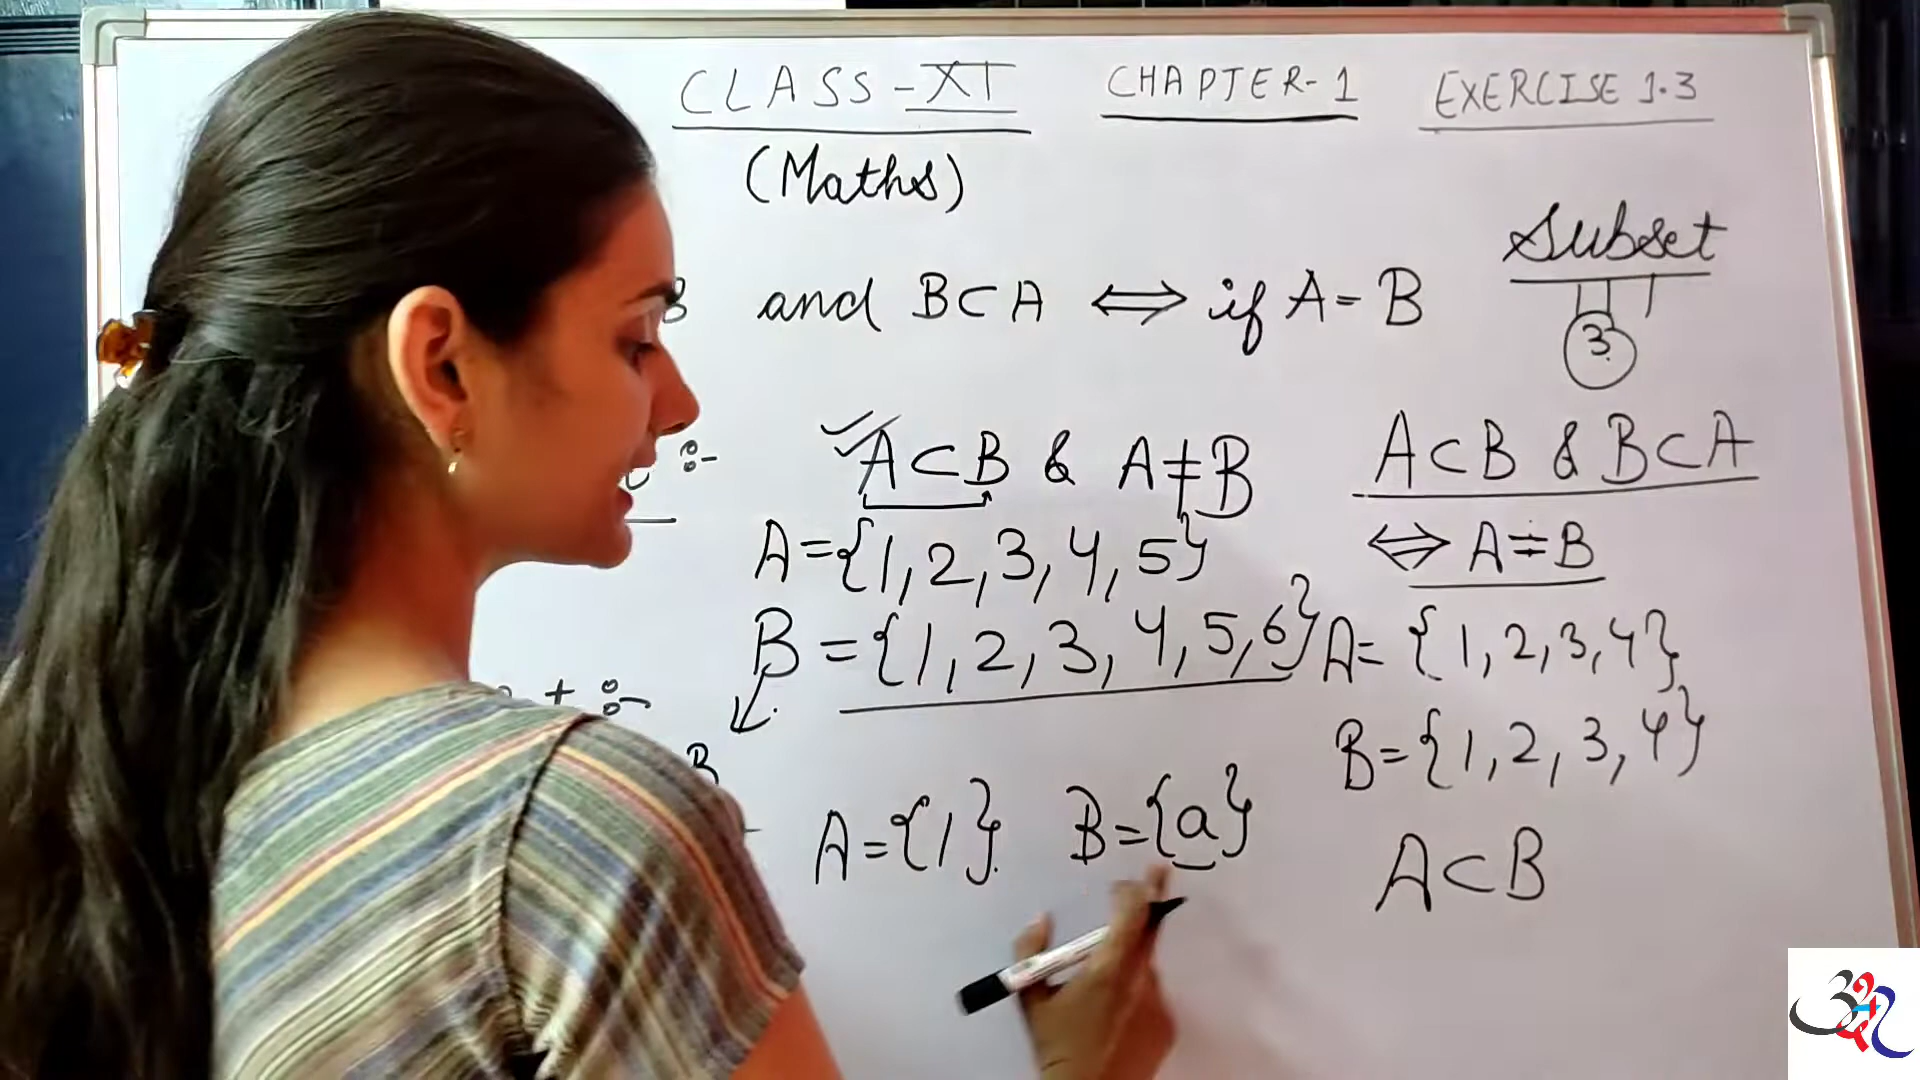 CLASS-XI CHAPTER-1 EXERCISE 1.3
(Maths)
Subset
3.
B and B⊂A ⟺ if A=B
A⊂B & A≠B
A={1,2,3,4,5}
B={1,2,3,4,5,6}
A={1} B={a}
B
A⊂B & B⊂A
⟺ A=B
A={1,2,3,4}
B={1,2,3,4}
A⊂B